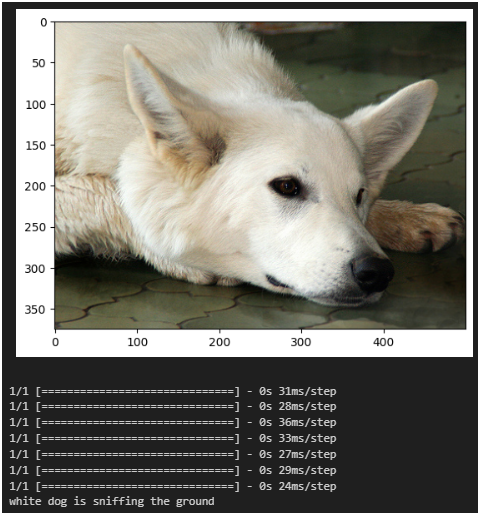 0
50
100
150
200
250
300
350
0 100 200 300 400
1/1 [==============================] - 0s 31ms/step
1/1 [==============================] - 0s 28ms/step
1/1 [==============================] - 0s 36ms/step
1/1 [==============================] - 0s 33ms/step
1/1 [==============================] - 0s 27ms/step
1/1 [==============================] - 0s 29ms/step
1/1 [==============================] - 0s 24ms/step
white dog is sniffing the ground